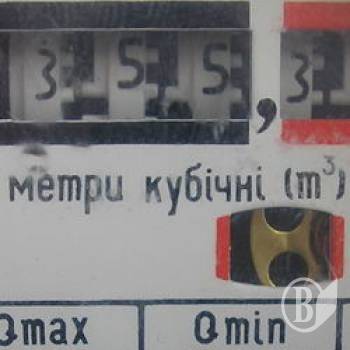 3 5 5 , 3
метри кубічні (m³)
Qmax Qmin
B